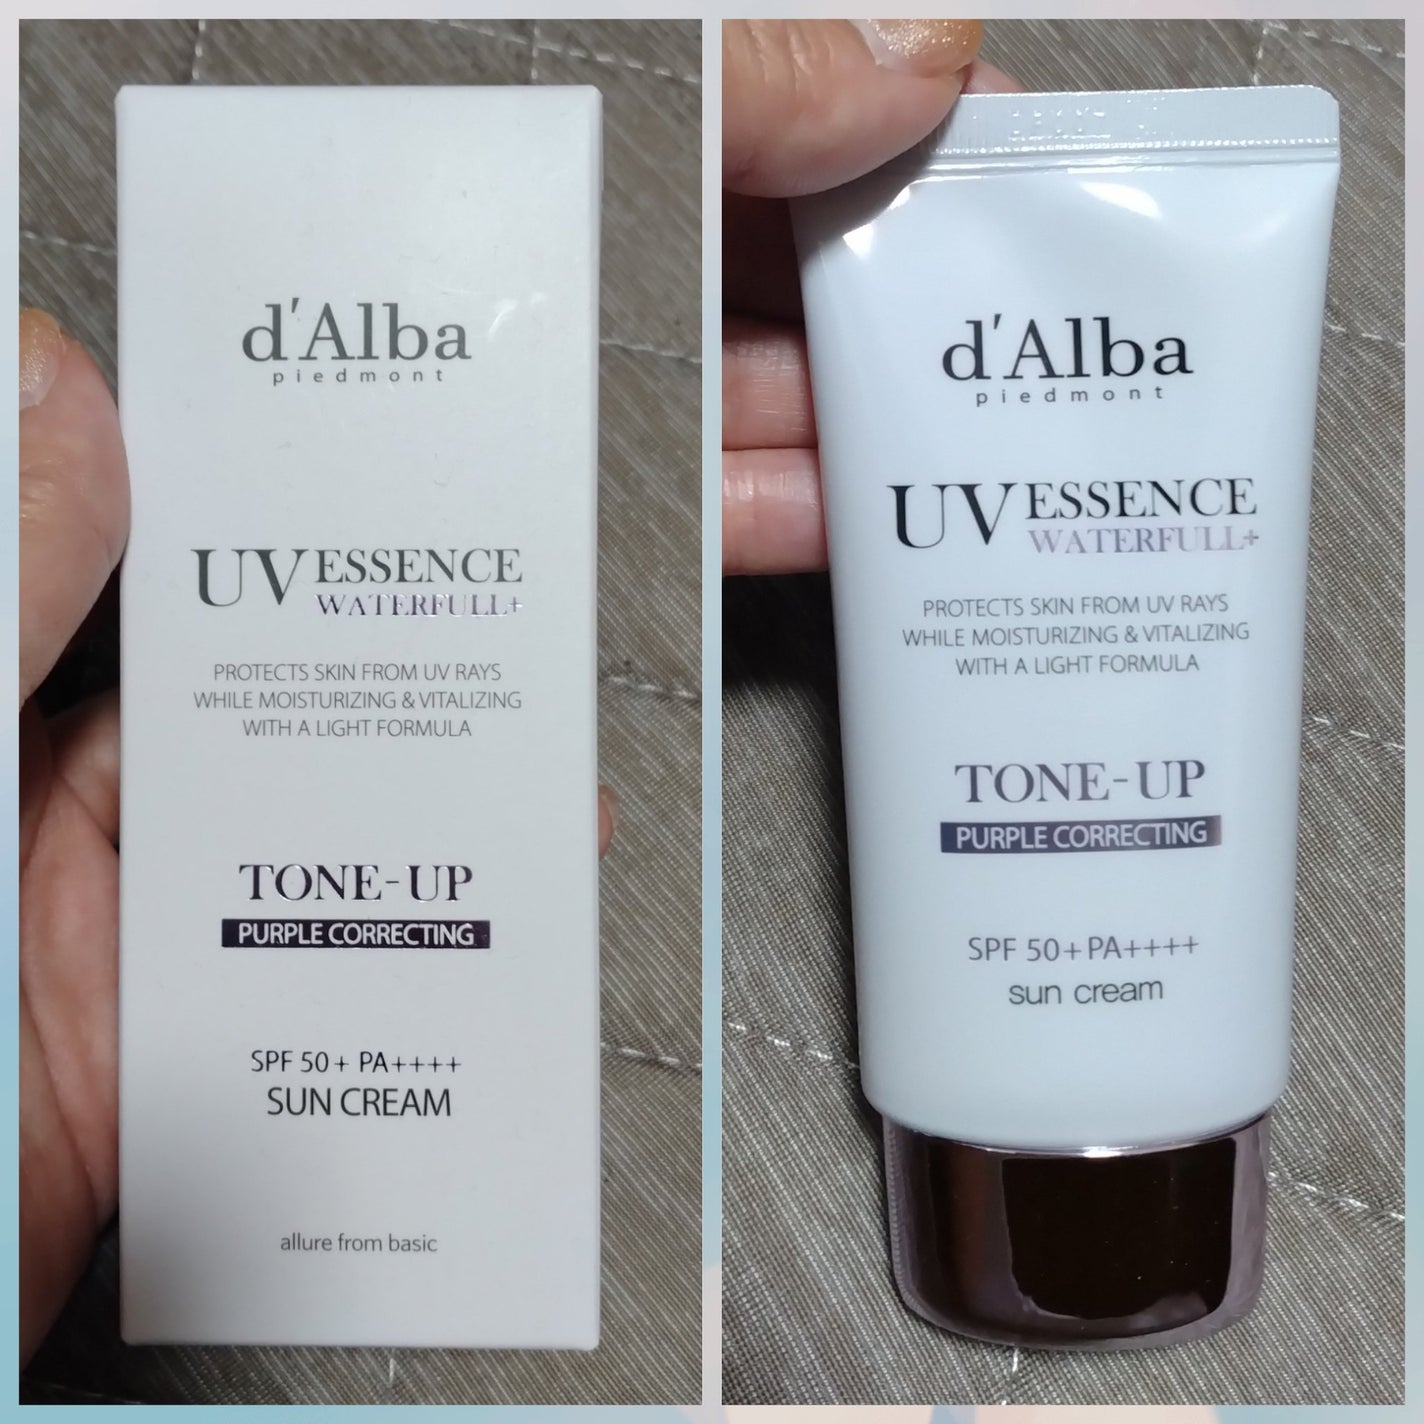 d'Alba
piedmont
UV ESSENCE
WATERFULL+
PROTECTS SKIN FROM UV RAYS
WHILE MOISTURIZING & VITALIZING
WITH A LIGHT FORMULA
TONE-UP
PURPLE CORRECTING
SPF 50+ PA++++
SUN CREAM
allure from basic
d'Alba
piedmont
UV ESSENCE
WATERFULL+
PROTECTS SKIN FROM UV RAYS
WHILE MOISTURIZING & VITALIZING
WITH A LIGHT FORMULA
TONE-UP
PURPLE CORRECTING
SPF 50+PA++++
sun cream